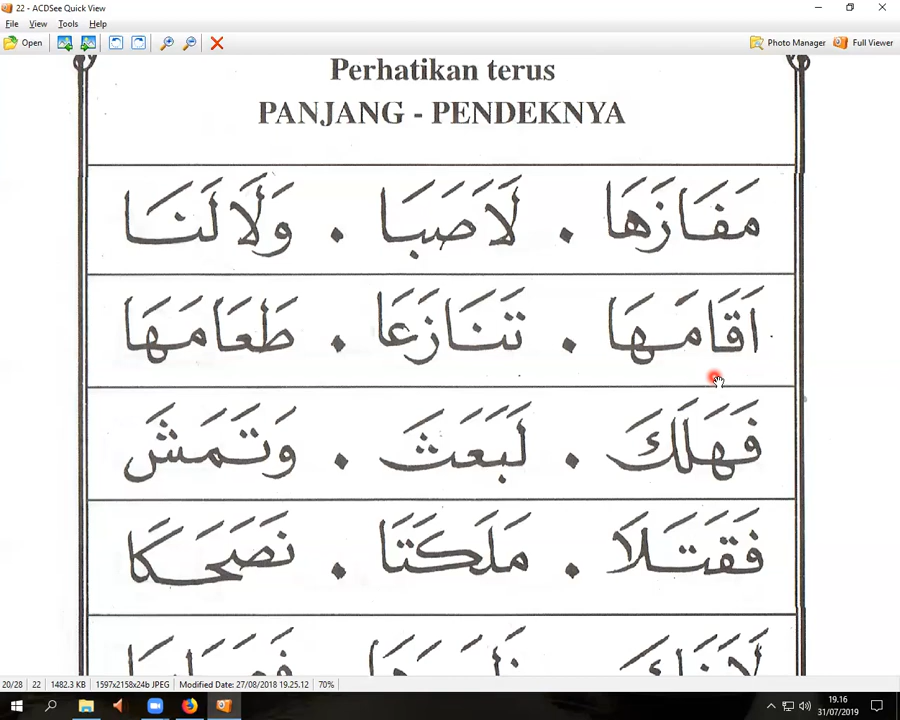 22 - ACDSee Quick View
File View Tools Help
Open Photo Manager Full Viewer
Perhatikan terus
PANJANG - PENDEKNYA
مَفَازَهَا . لَاَصَبَا . وَلَالَنَا
اَقَامَهَا . تَنَازَعَا . طَعَامَهَا
فَهَلَكَ . لَبَعَثَ . وَتَمَشَ
فَقَتَلَا . مَلَكَتَا . نَصَحَكَا
20/28 22 1482.3 KB 1597x2158x24b JPEG Modified Date: 27/08/2018 19.25.12 70%
19.16
31/07/2019